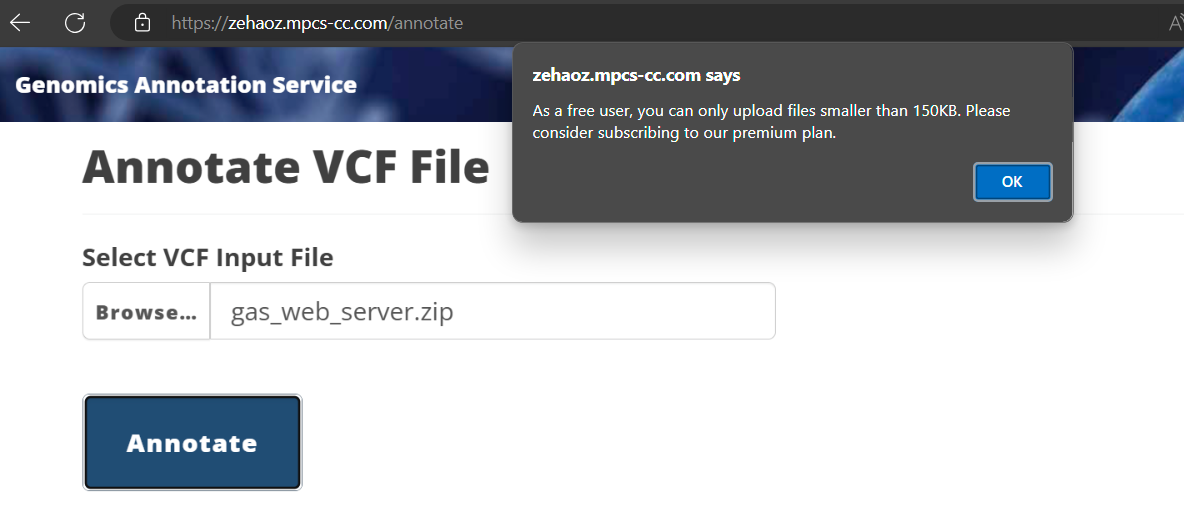 https://zehaoz.mpcs-cc.com/annotate
Genomics Annotation Service
zehaoz.mpcs-cc.com says
As a free user, you can only upload files smaller than 150KB. Please
consider subscribing to our premium plan.
OK
Annotate VCF File
Select VCF Input File
Browse... gas_web_server.zip
Annotate